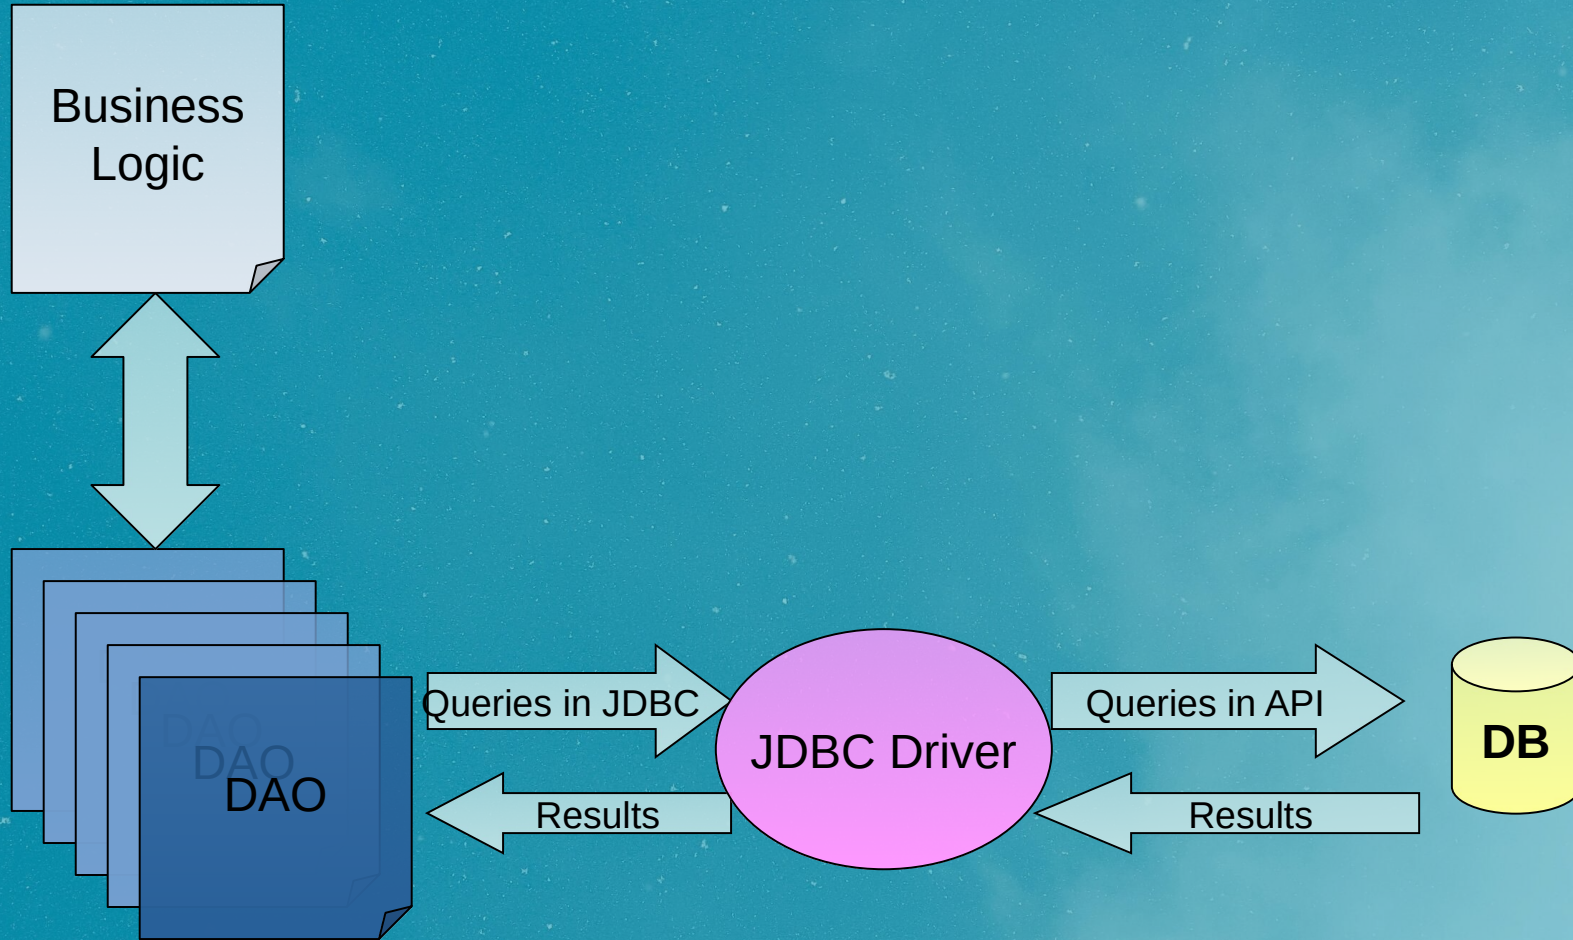 Business
Logic
Queries in JDBC
Queries in API
JDBC Driver
DB
DAO
DAO
DAO
Results
Results